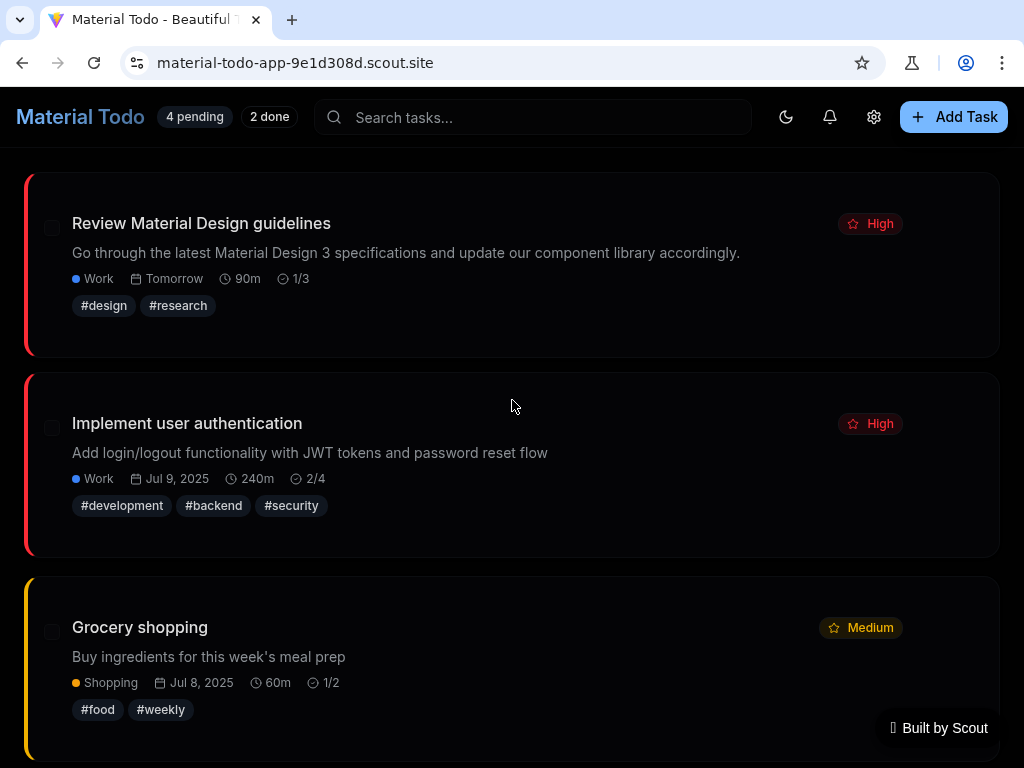 Material Todo - Beautiful T
material-todo-app-9e1d308d.scout.site
Material Todo
4 pending
2 done
Search tasks...
Add Task
Review Material Design guidelines
High
Go through the latest Material Design 3 specifications and update our component library accordingly.
Work Tomorrow 90m 1/3
#design #research
Implement user authentication
High
Add login/logout functionality with JWT tokens and password reset flow
Work Jul 9, 2025 240m 2/4
#development #backend #security
Grocery shopping
Medium
Buy ingredients for this week's meal prep
Shopping Jul 8, 2025 60m 1/2
#food #weekly
Built by Scout